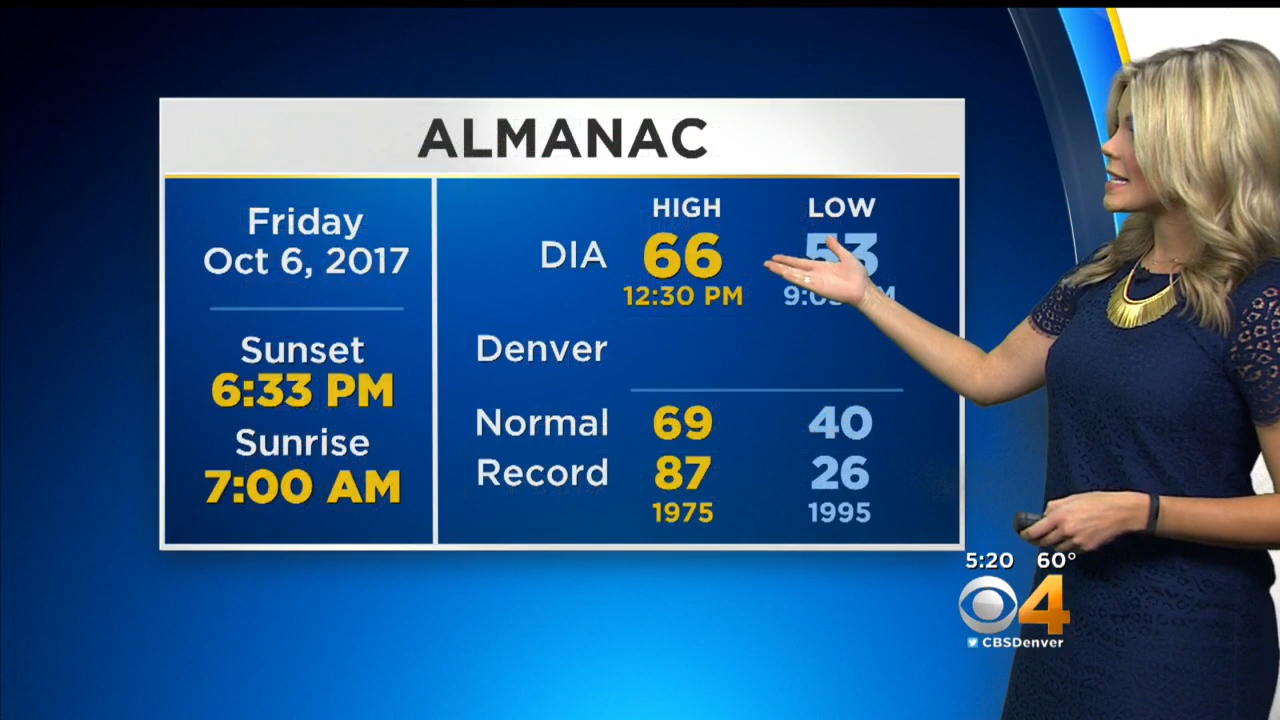 ALMANAC
Friday
Oct 6, 2017
Sunset
6:33 PM
Sunrise
7:00 AM
HIGH LOW
DIA 66 53
12:30 PM
Denver
Normal 69 40
Record 87 26
1975 1995
5:20 60°
4
CBSDenver